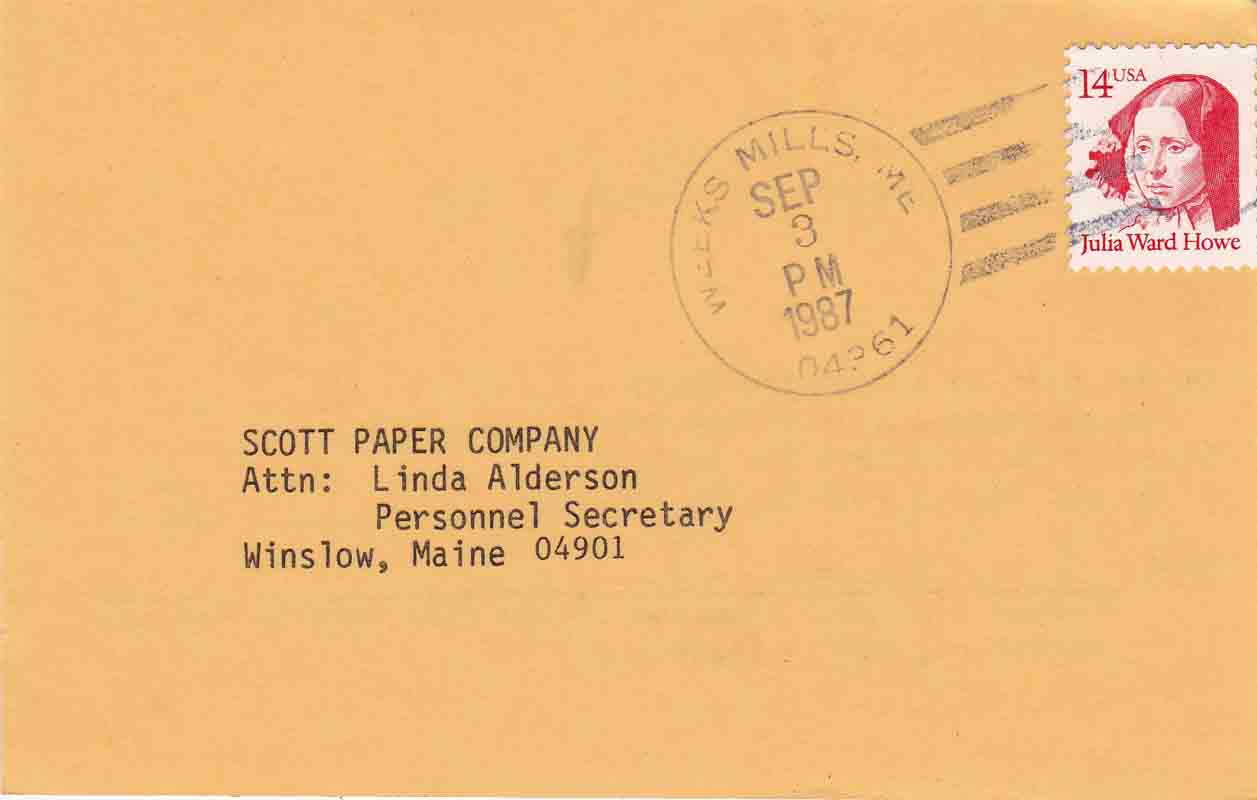 14 USA
Julia Ward Howe
WEEKS MILLS, ME
SEP
3
PM
1987
SCOTT PAPER COMPANY
Attn: Linda Alderson
Personnel Secretary
Winslow, Maine 04901